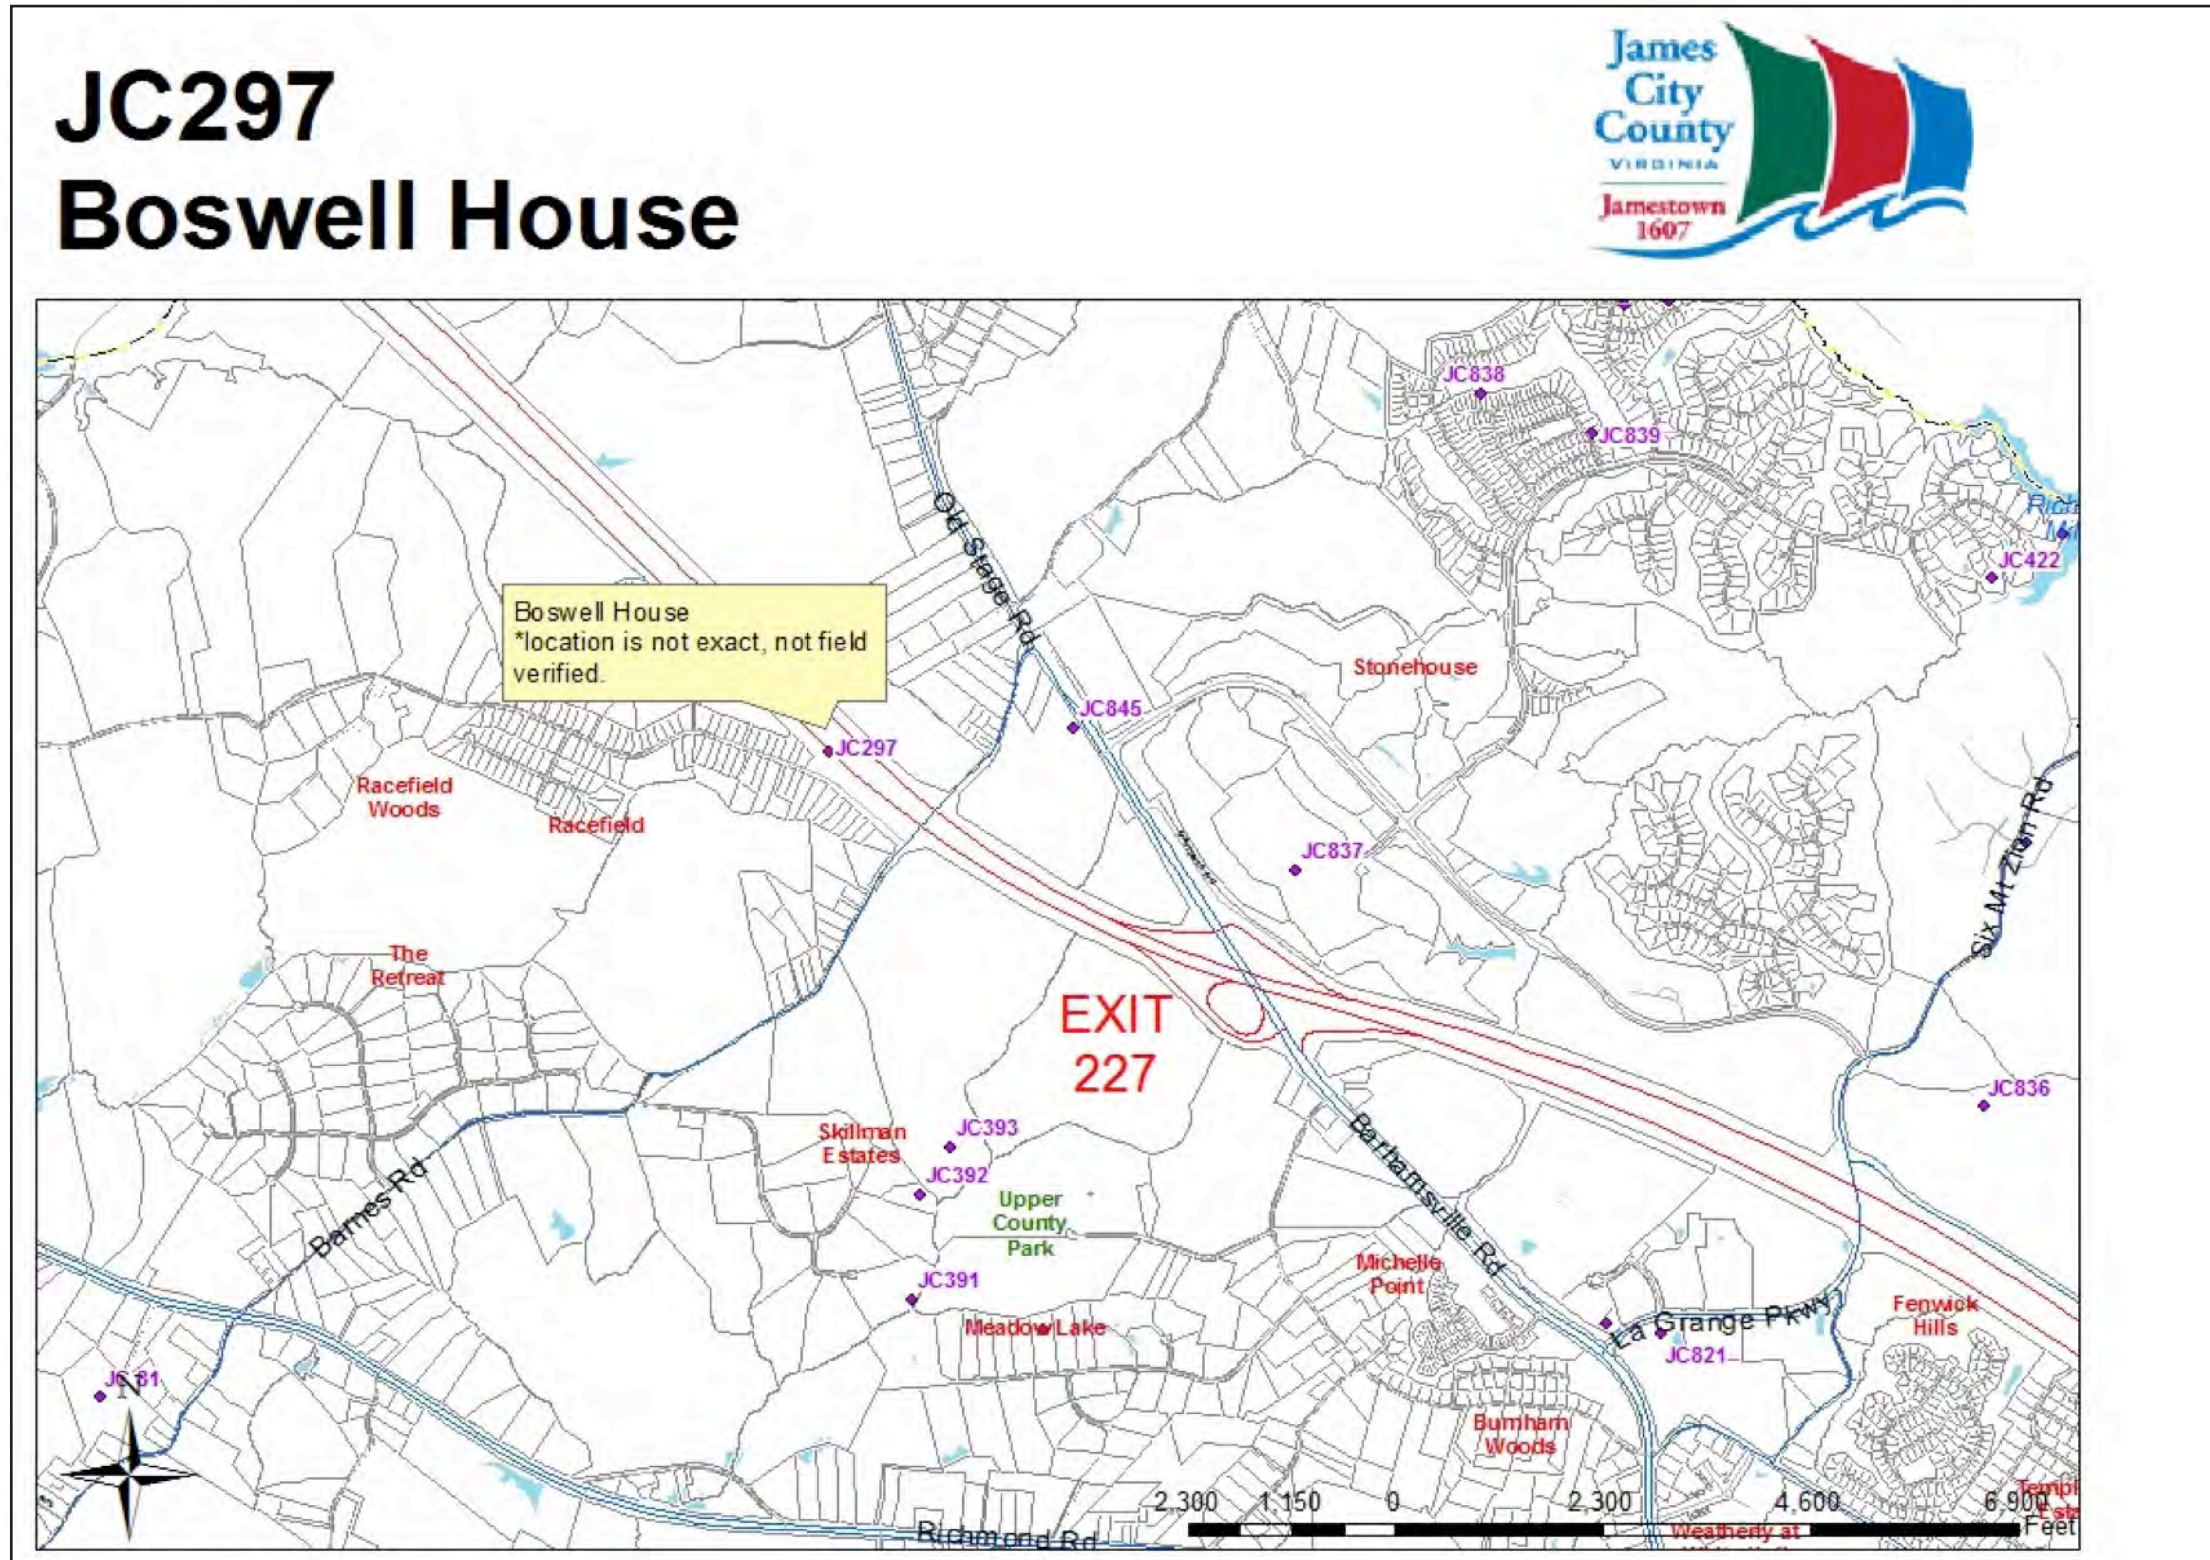 JC297
Boswell House
James
City
County
VIRGINIA
Jamestown
1607
JC838
JC839
Old Stage Rd
JC422
Boswell House
*location is not exact, not field
verified.
Stonehouse
JC845
JC297
Racefield
Woods
Racefield
JC837
Six Mt Zion Rd
The
Retreat
EXIT
227
JC836
JC393
Skillman
Estates
JC392
Upper
County
Park
Barnes Rd
Barhamsville Rd
Michelle
Point
JC391
Meadow Lake
La Grange Pkwy
Fenwick
Hills
JC821
N
Burnham
Woods
2,300 1,150 0 2,300 4,600 6,900
Feet
Richmond Rd
Weatherly at